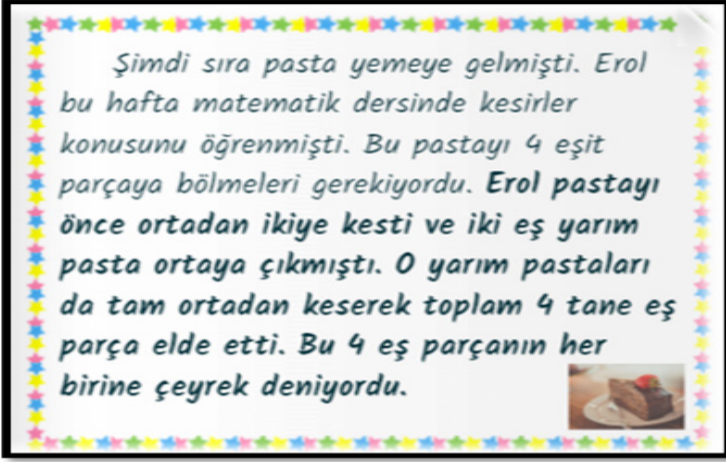 Şimdi sıra pasta yemeye gelmişti. Erol
bu hafta matematik dersinde kesirler
konusunu öğrenmişti. Bu pastayı 4 eşit
parçaya bölmeleri gerekiyordu. Erol pastayı
önce ortadan ikiye kesti ve iki eş yarım
pasta ortaya çıkmıştı. O yarım pastaları
da tam ortadan keserek toplam 4 tane eş
parça elde etti. Bu 4 eş parçanın her
birine çeyrek deniyordu.